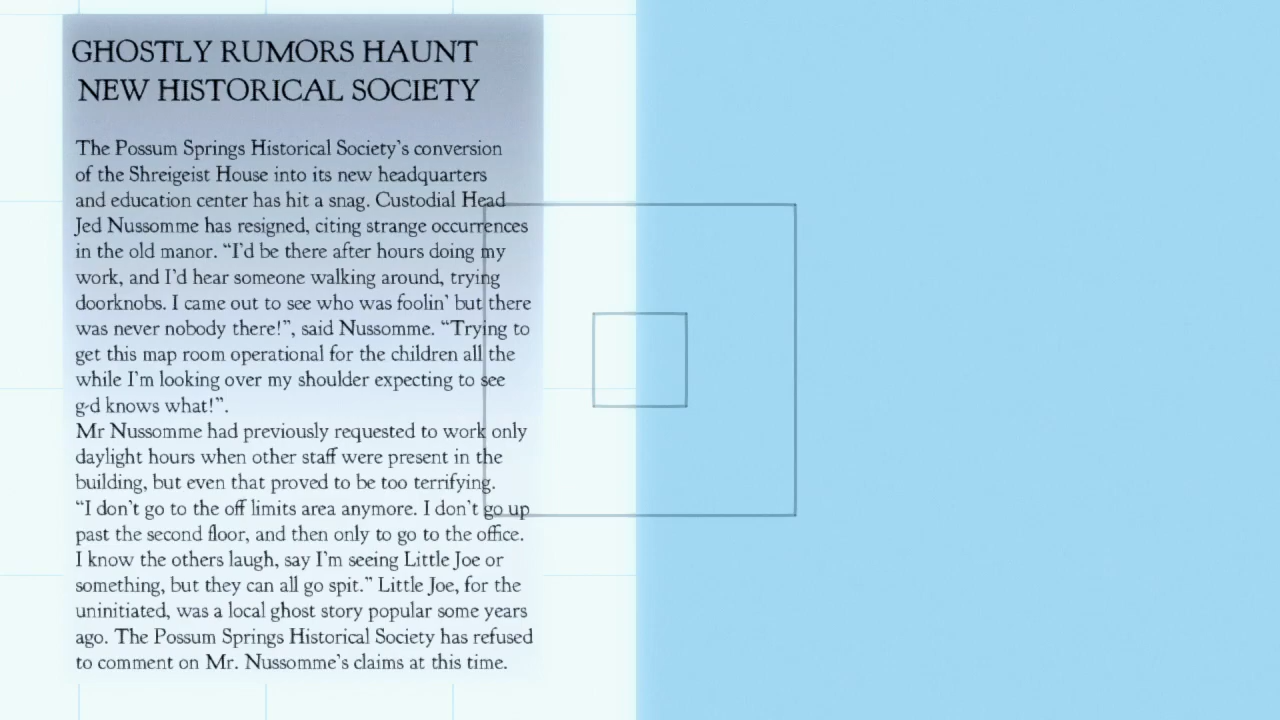 GHOSTLY RUMORS HAUNT
NEW HISTORICAL SOCIETY
The Possum Springs Historical Society's conversion
of the Shreigeist House into its new headquarters
and education center has hit a snag. Custodial Head
Jed Nussomme has resigned, citing strange occurrences
in the old manor. “I'd be there after hours doing my
work, and I'd hear someone walking around, trying
doorknobs. I came out to see who was foolin' but there
was never nobody there!”, said Nussomme. “Trying to
get this map room operational for the children all the
while I'm looking over my shoulder expecting to see
g-d knows what!”.
Mr Nussomme had previously requested to work only
daylight hours when other staff were present in the
building, but even that proved to be too terrifying.
“I don't go to the off limits area anymore. I don't go up
past the second floor, and then only to go to the office.
I know the others laugh, say I'm seeing Little Joe or
something, but they can all go spit.” Little Joe, for the
uninitiated, was a local ghost story popular some years
ago. The Possum Springs Historical Society has refused
to comment on Mr. Nussomme's claims at this time.